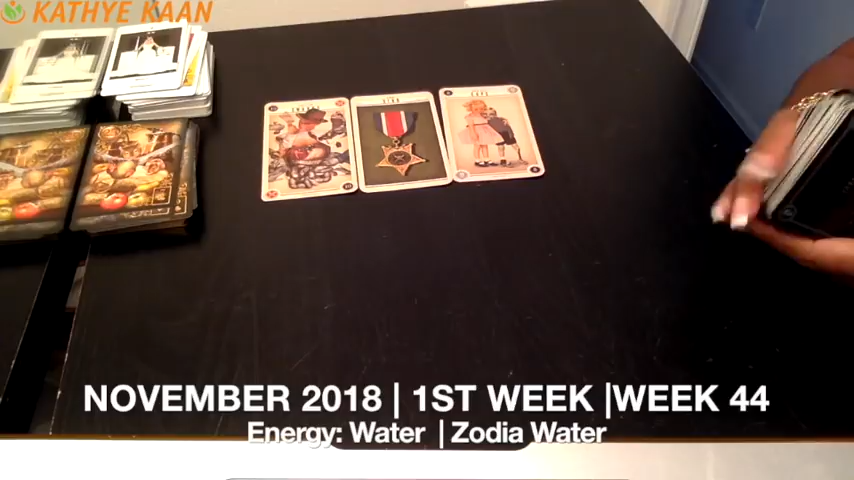 KATHYE KAAN
NOVEMBER 2018 | 1ST WEEK |WEEK 44
Energy: Water | Zodia Water